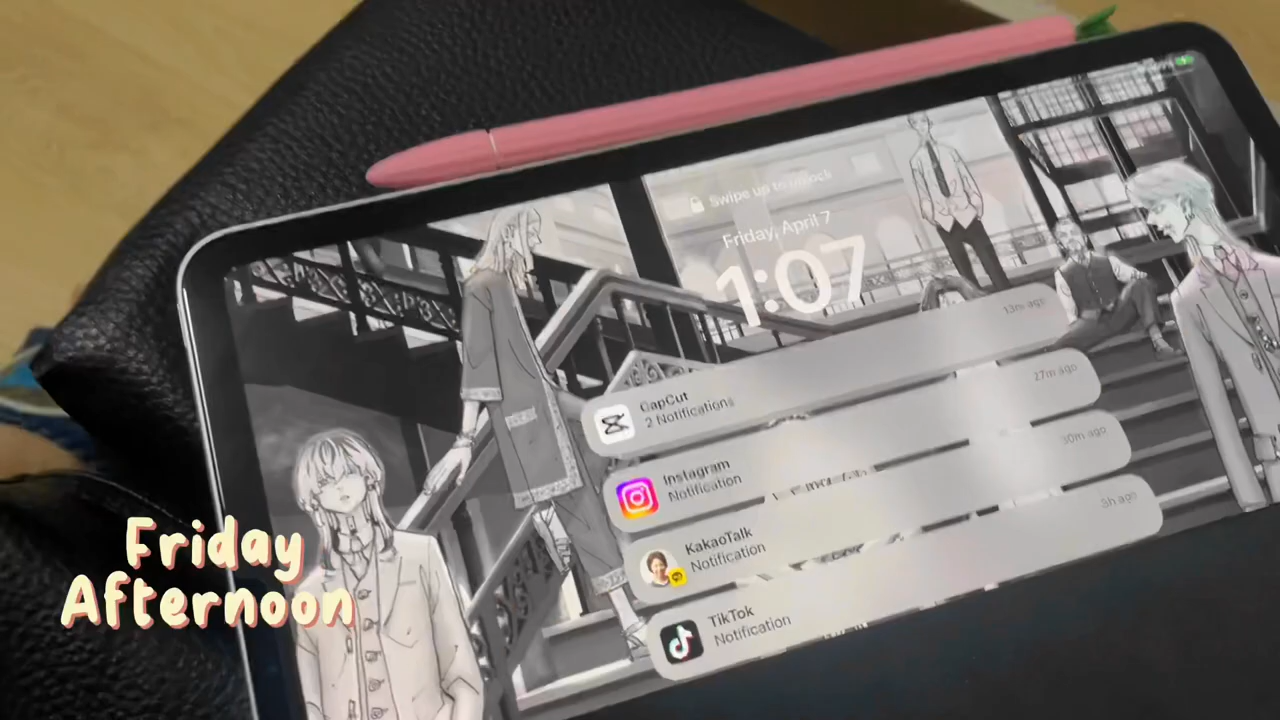 Swipe up to unlock
Friday, April 7
1:07
13m ago
CapCut
2 Notifications
27m ago
Instagram
Notification
30m ago
KakaoTalk
Notification
3h ago
TikTok
Notification
Friday
Afternoon